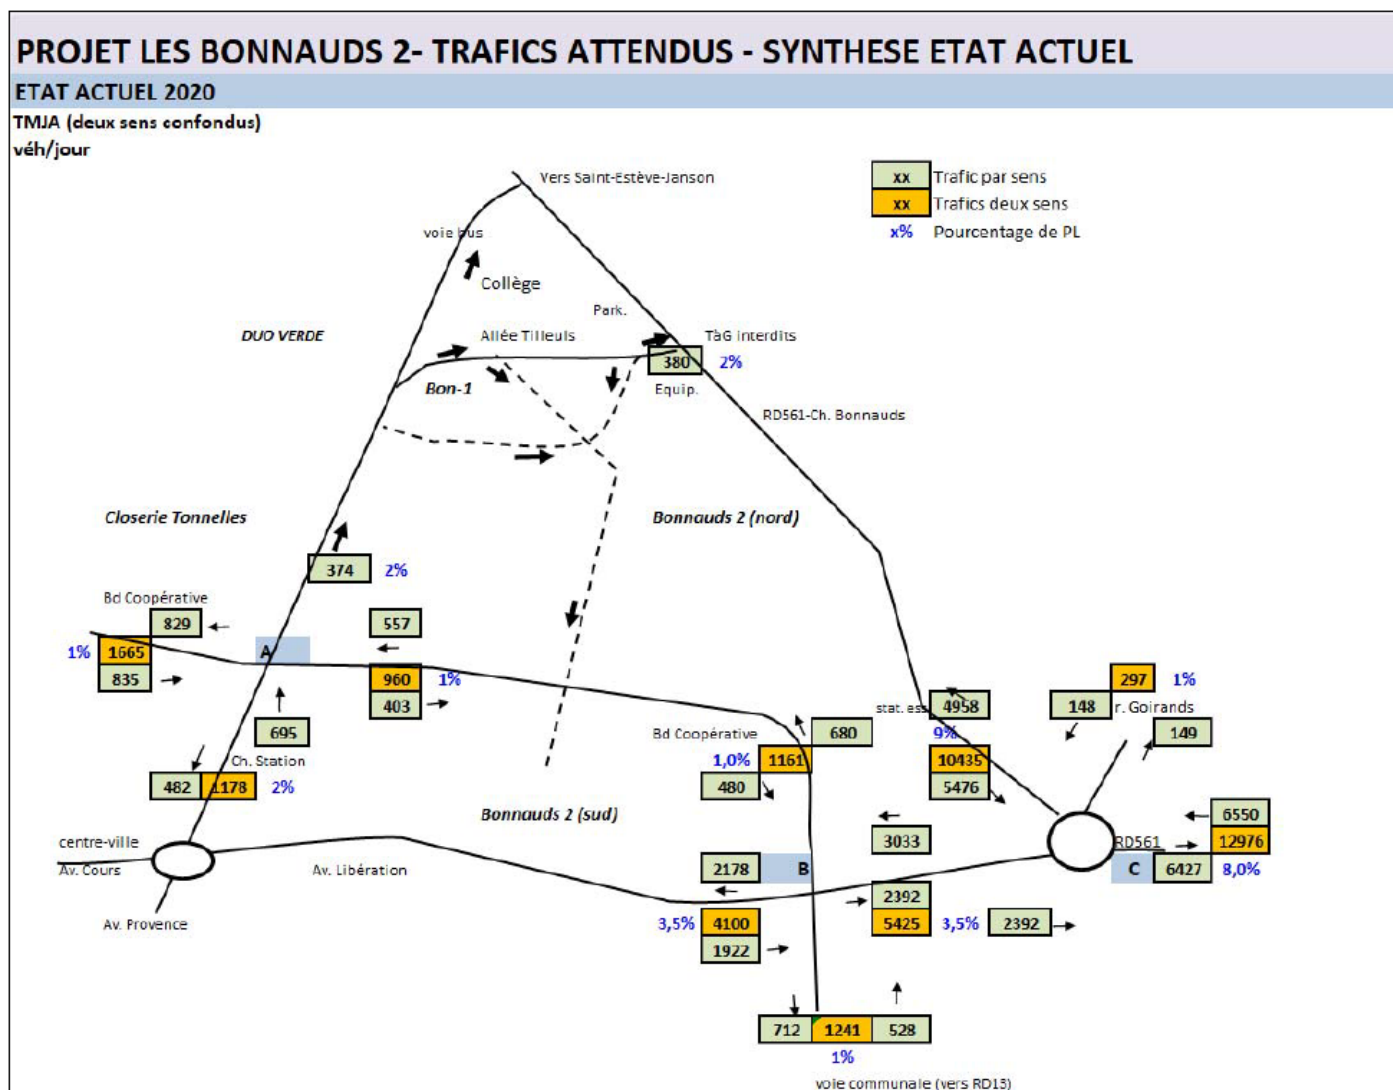 PROJET LES BONNAUDS 2- TRAFICS ATTENDUS - SYNTHESE ETAT ACTUEL
ETAT ACTUEL 2020
TMJA (deux sens confondus)
véh/jour
xx Trafic par sens
xx Trafics deux sens
x% Pourcentage de PL
Vers Saint-Estève-Janson
voie bus
Collège
Park.
DUO VERDE
Allée Tilleuls
TàG interdits
380 2%
Bon-1
Equip.
RD561-Ch. Bonnauds
Closerie Tonnelles
Bonnauds 2 (nord)
374 2%
Bd Coopérative
829
557
1% 1665
A
835
960 1%
403
297 1%
stat. ess
4958
148
r. Goirands
695
Bd Coopérative
680
9%
149
Ch. Station
1,0% 1161
10435
482 1178 2%
480
5476
Bonnauds 2 (sud)
6550
centre-ville
3033
RD561
12976
Av. Cours
Av. Libération
2178
B
C
6427
8,0%
2392
Av. Provence
3,5% 4100
5425 3,5% 2392
1922
712 1241 528
1%
voie communale (vers RD13)